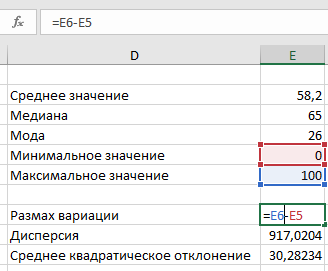 fx =E6-E5
D E
Среднее значение 58,2
Медиана 65
Мода 26
Минимальное значение 0
Максимальное значение 100
Размах вариации =E6-E5
Дисперсия 917,0204
Среднее квадратическое отклонение 30,28234